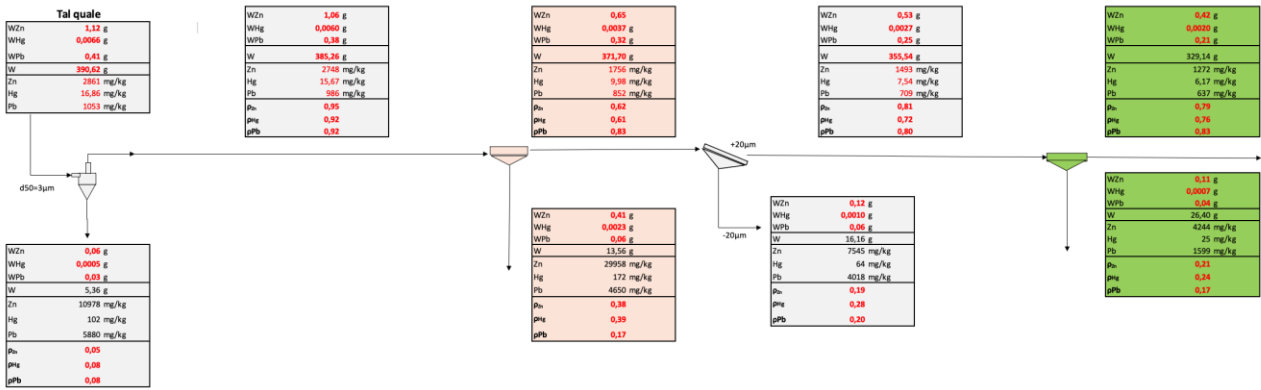 Tal quale
WZn 1,12 g
WHg 0,0066 g
WPb 0,41 g
W 390,62 g
Zn 2861 mg/kg
Hg 16,86 mg/kg
Pb 1053 mg/kg
WZn 1,06 g
WHg 0,0060 g
WPb 0,38 g
W 385,26 g
Zn 2748 mg/kg
Hg 15,67 mg/kg
Pb 986 mg/kg
ρZn 0,95
ρHg 0,92
ρPb 0,92
WZn 0,65 g
WHg 0,0037 g
WPb 0,32 g
W 371,70 g
Zn 1756 mg/kg
Hg 9,98 mg/kg
Pb 852 mg/kg
ρZn 0,62
ρHg 0,61
ρPb 0,83
WZn 0,53 g
WHg 0,0027 g
WPb 0,25 g
W 355,54 g
Zn 1493 mg/kg
Hg 7,54 mg/kg
Pb 709 mg/kg
ρZn 0,81
ρHg 0,72
ρPb 0,80
WZn 0,42 g
WHg 0,0020 g
WPb 0,21 g
W 329,14 g
Zn 1272 mg/kg
Hg 6,17 mg/kg
Pb 637 mg/kg
ρZn 0,79
ρHg 0,76
ρPb 0,83
d50=3μm
+20μm
-20μm
WZn 0,06 g
WHg 0,0005 g
WPb 0,03 g
W 5,36 g
Zn 10978 mg/kg
Hg 102 mg/kg
Pb 5880 mg/kg
ρZn 0,05
ρHg 0,08
ρPb 0,08
WZn 0,41 g
WHg 0,0023 g
WPb 0,06 g
W 13,56 g
Zn 29958 mg/kg
Hg 172 mg/kg
Pb 4650 mg/kg
ρZn 0,38
ρHg 0,39
ρPb 0,17
WZn 0,12 g
WHg 0,0010 g
WPb 0,06 g
W 16,16 g
Zn 7545 mg/kg
Hg 64 mg/kg
Pb 4018 mg/kg
ρZn 0,19
ρHg 0,28
ρPb 0,20
WZn 0,11 g
WHg 0,0007 g
WPb 0,04 g
W 26,40 g
Zn 4244 mg/kg
Hg 25 mg/kg
Pb 1599 mg/kg
ρZn 0,21
ρHg 0,24
ρPb 0,17